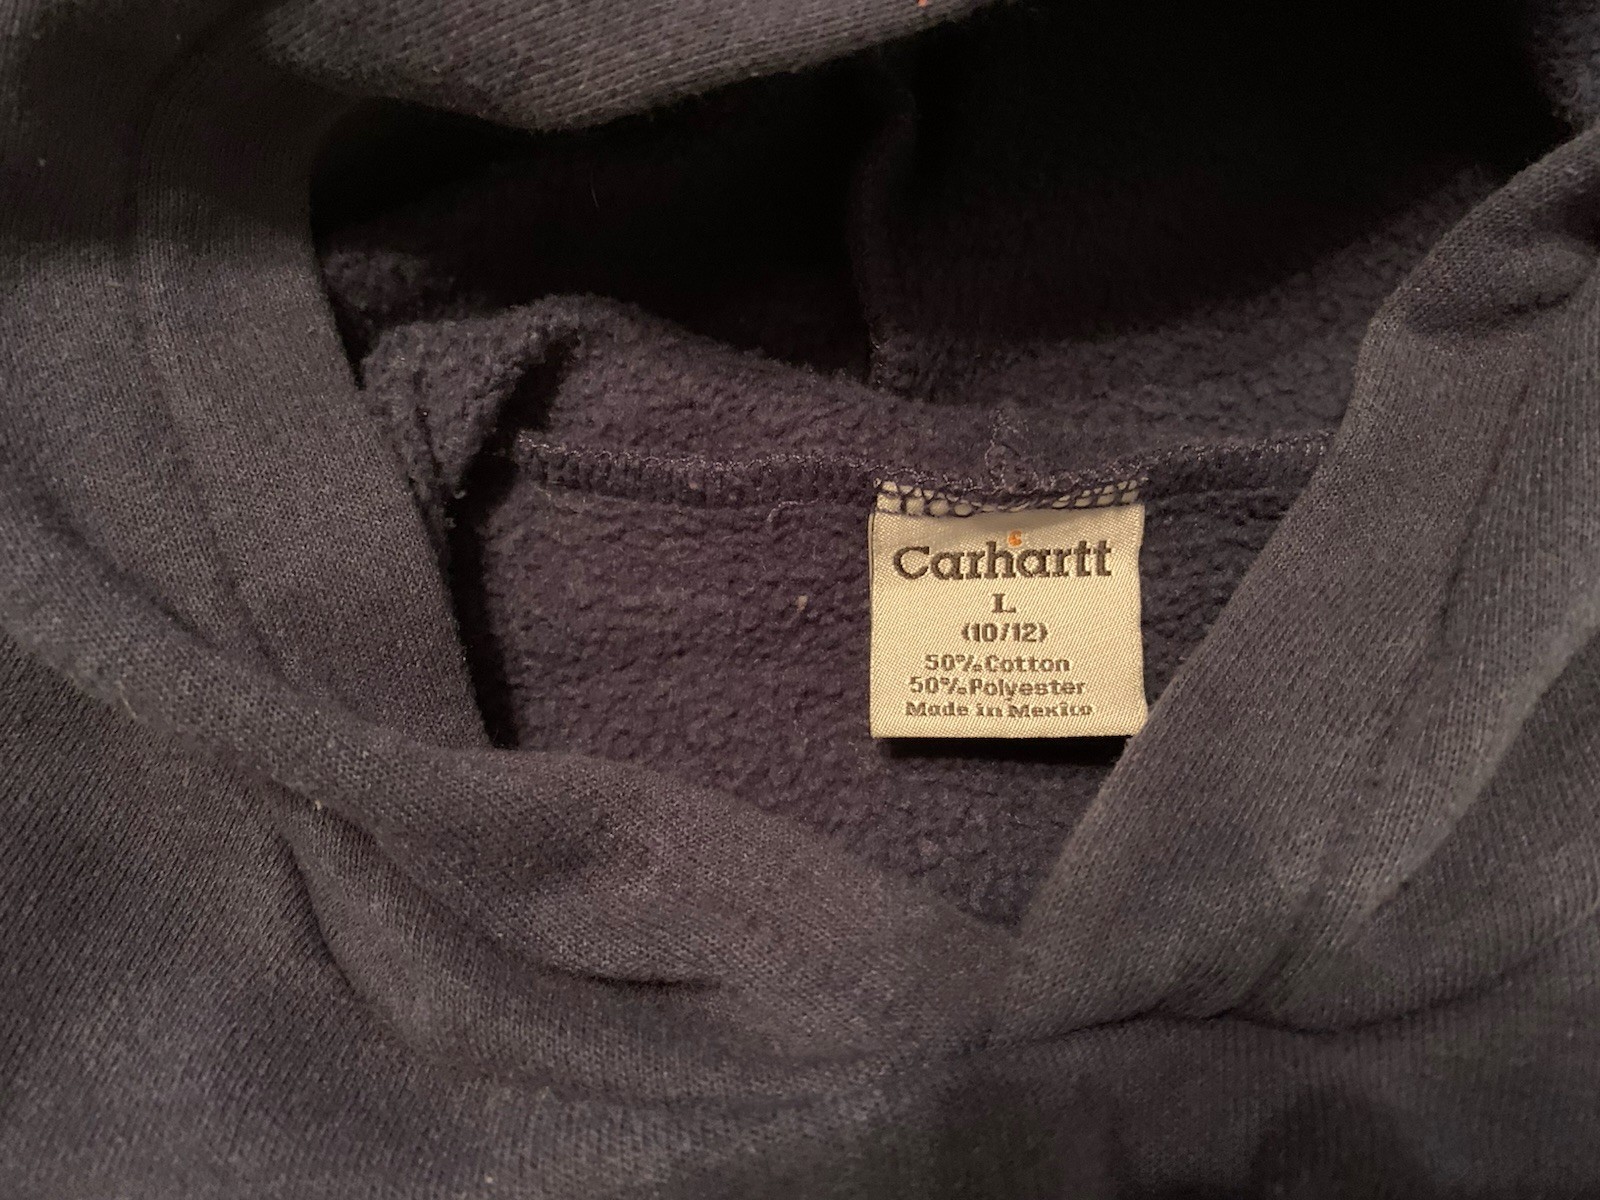 Carhartt
L
(10/12)
50% Cotton
50% Polyester
Made in Mexico